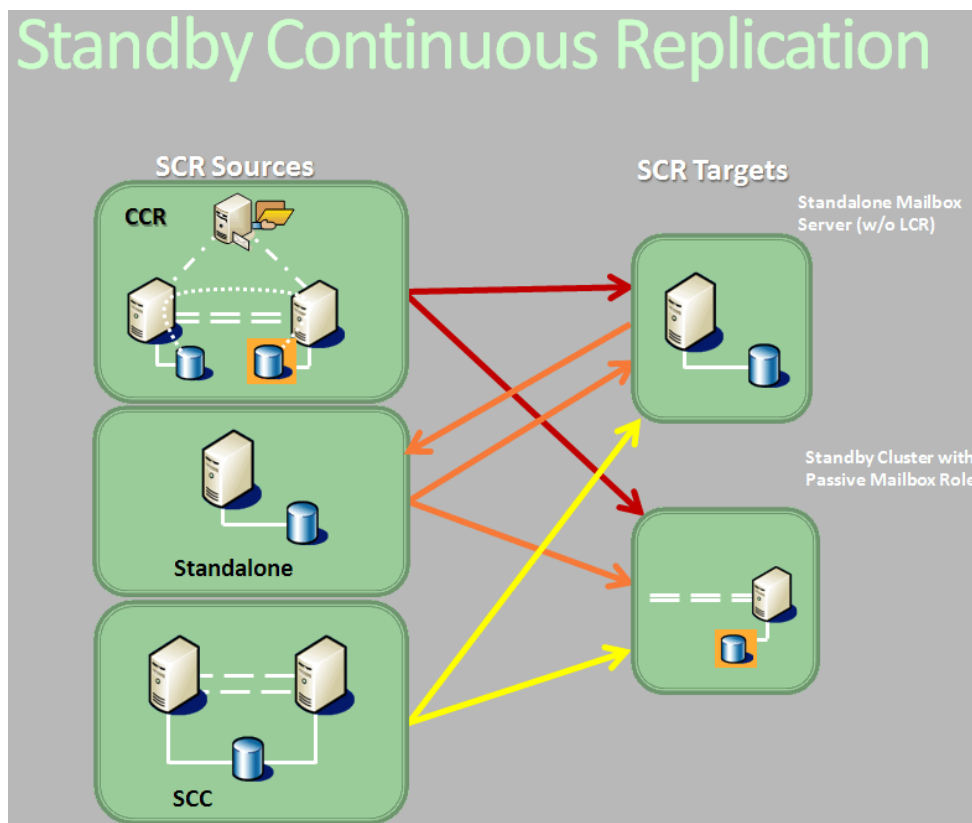 Standby Continuous Replication
SCR Sources
SCR Targets
CCR
Standalone Mailbox
Server (w/o LCR)
Standalone
Standby Cluster with
Passive Mailbox Role
SCC